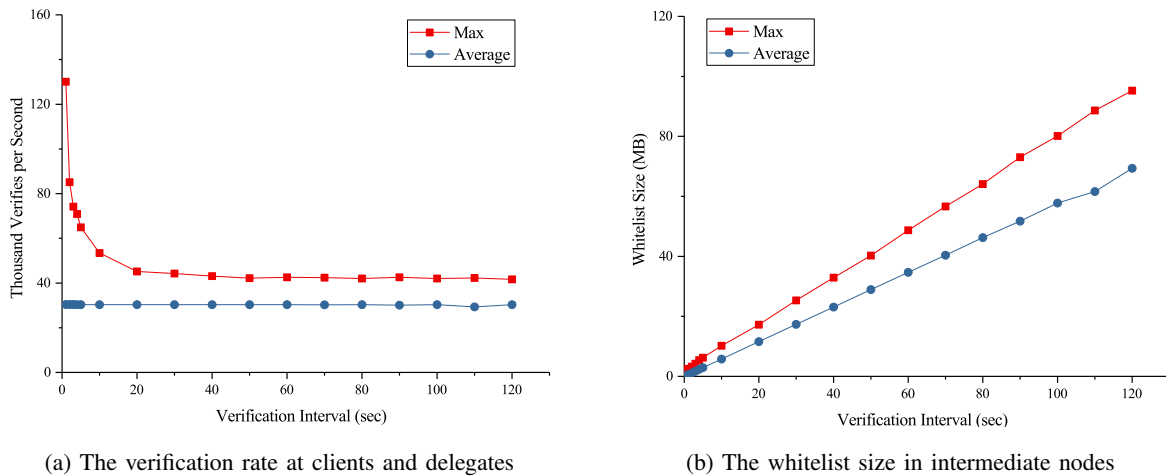 160
120
80
40
0
0
20
40
60
80
100
120
Thousand Verifies per Second
Verification Interval (sec)
Max
Average
(a) The verification rate at clients and delegates
120
80
40
0
0
20
40
60
80
100
120
Whitelist Size (MB)
Verification Interval (sec)
Max
Average
(b) The whitelist size in intermediate nodes